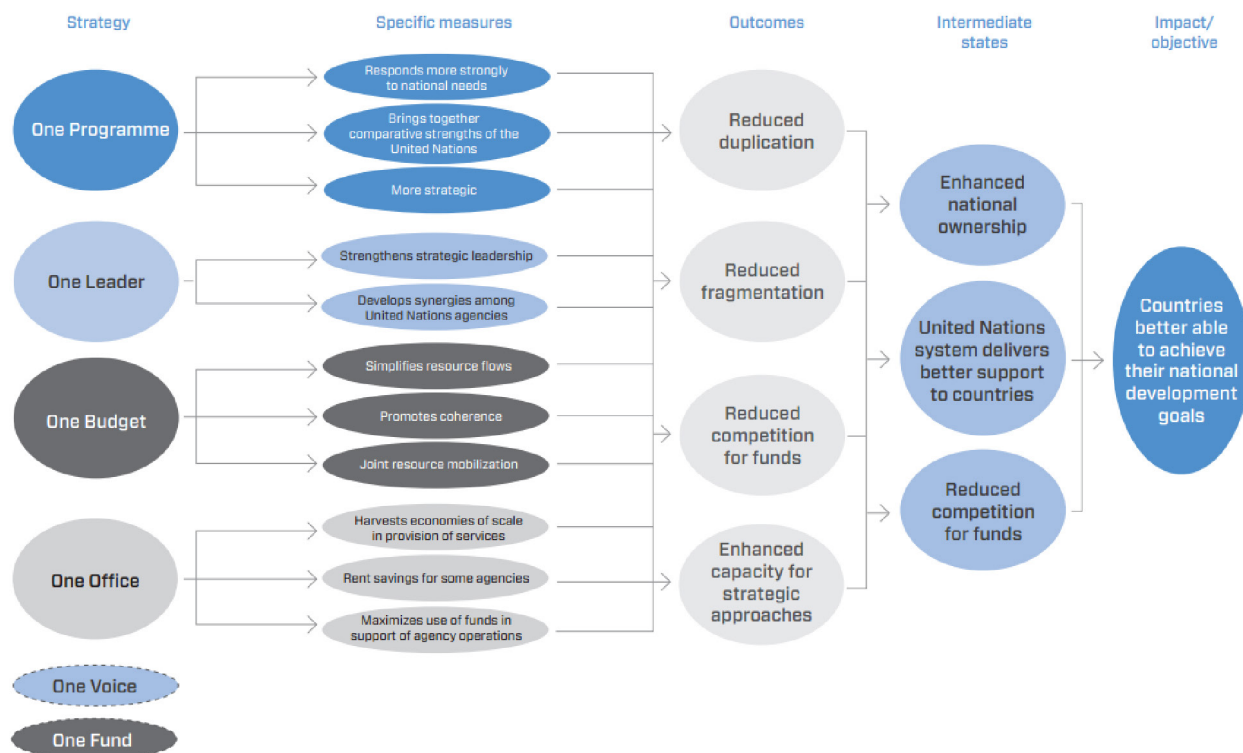 Strategy
Specific measures
Outcomes
Intermediate
states
Impact/
objective
One Programme
Responds more strongly
to national needs
Brings together
comparative strengths of the
United Nations
More strategic
One Leader
Strengthens strategic leadership
Develops synergies among
United Nations agencies
One Budget
Simplifies resource flows
Promotes coherence
Joint resource mobilization
One Office
Harvests economies of scale
in provision of services
Rent savings for some agencies
Maximizes use of funds in
support of agency operations
One Voice
One Fund
Reduced
duplication
Reduced
fragmentation
Reduced
competition
for funds
Enhanced
capacity for
strategic
approaches
Enhanced
national
ownership
United Nations
system delivers
better support
to countries
Reduced
competition
for funds
Countries
better able
to achieve
their national
development
goals